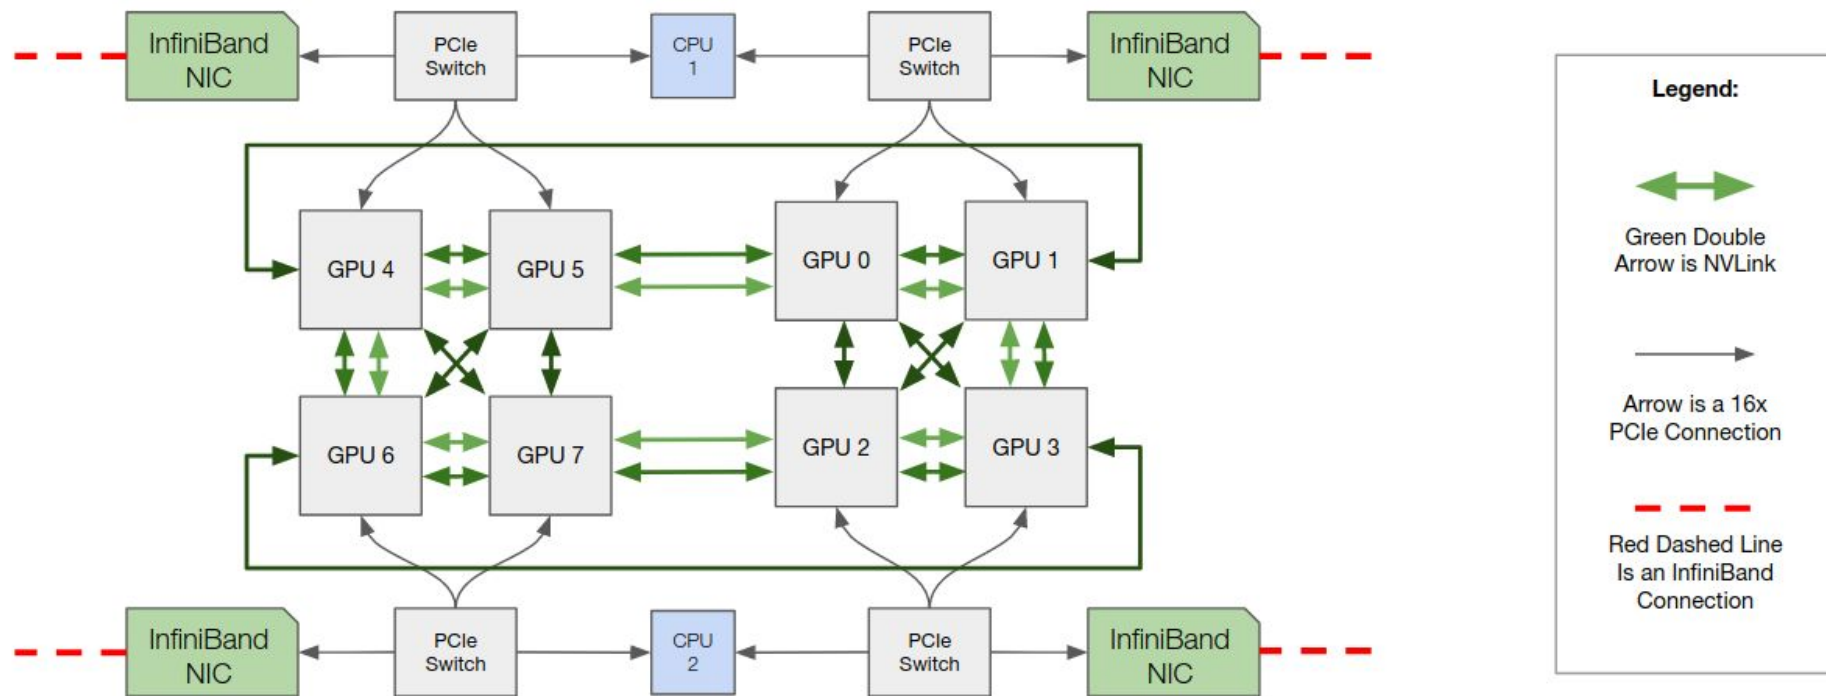 InfiniBand
NIC
PCIe
Switch
CPU
1
PCIe
Switch
InfiniBand
NIC
GPU 4
GPU 5
GPU 0
GPU 1
GPU 6
GPU 7
GPU 2
GPU 3
InfiniBand
NIC
PCIe
Switch
CPU
2
PCIe
Switch
InfiniBand
NIC
Legend:
Green Double
Arrow is NVLink
Arrow is a 16x
PCIe Connection
Red Dashed Line
Is an InfiniBand
Connection